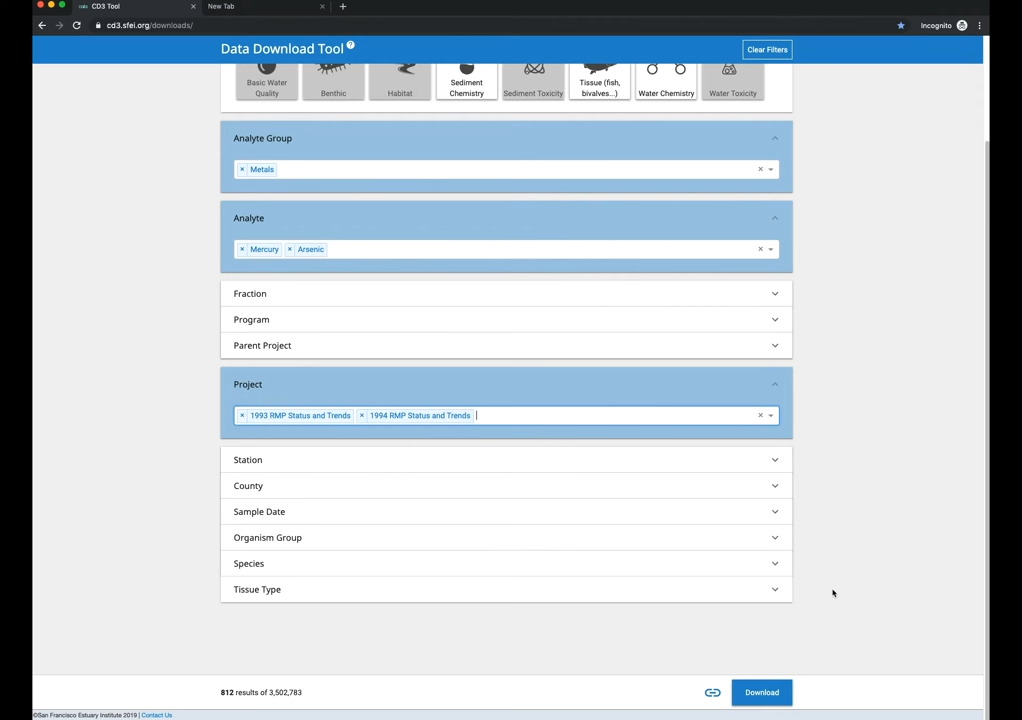 CD3 Tool
New Tab
cd3.sfei.org/downloads/
Incognito
Data Download Tool ?
Clear Filters
Basic Water Quality
Benthic
Habitat
Sediment Chemistry
Sediment Toxicity
Tissue (fish, bivalves...)
Water Chemistry
Water Toxicity
Analyte Group
× Metals
Analyte
× Mercury × Arsenic
Fraction
Program
Parent Project
Project
× 1993 RMP Status and Trends × 1994 RMP Status and Trends
Station
County
Sample Date
Organism Group
Species
Tissue Type
812 results of 3,502,783
Download
©San Francisco Estuary Institute 2019 | Contact Us